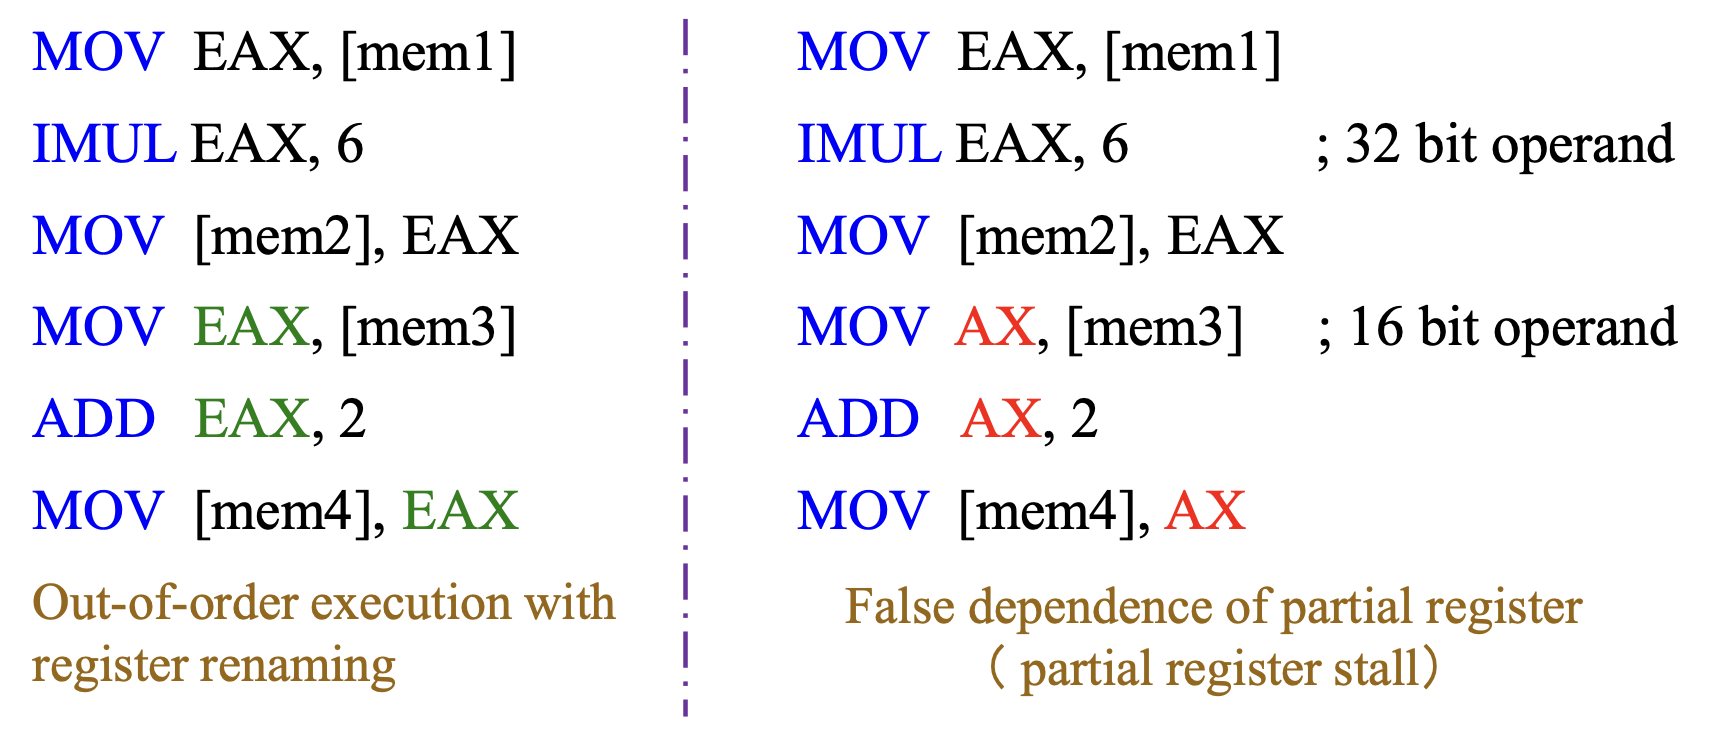 MOV EAX, [mem1]
IMUL EAX, 6
MOV [mem2], EAX
MOV EAX, [mem3]
ADD EAX, 2
MOV [mem4], EAX
Out-of-order execution with
register renaming
MOV EAX, [mem1]
IMUL EAX, 6 ; 32 bit operand
MOV [mem2], EAX
MOV AX, [mem3] ; 16 bit operand
ADD AX, 2
MOV [mem4], AX
False dependence of partial register
（ partial register stall）